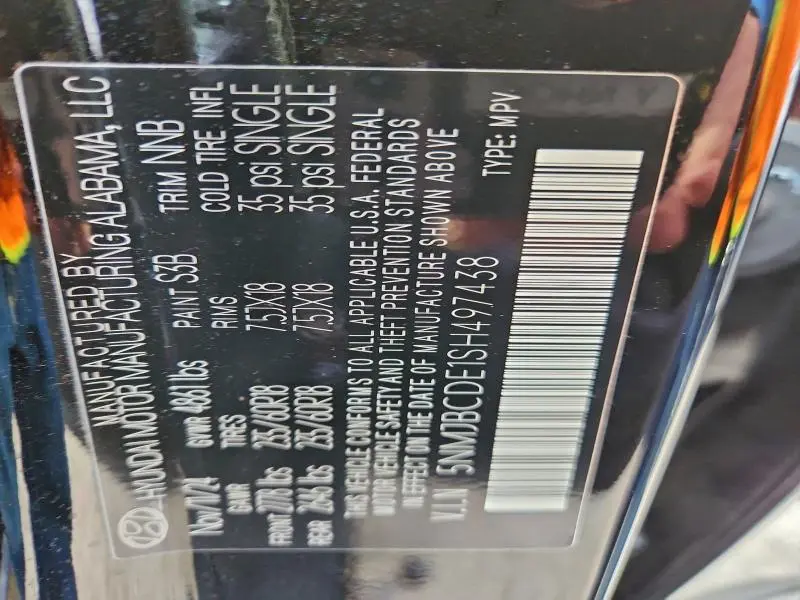 MANUFACTURED BY
HYUNDAI MOTOR MANUFACTURING ALABAMA, LLC
Nov/17/24 GVWR 4861 lbs PAINT S3B TRIM NNB
GAWR TIRES RIMS COLD TIRE. INFL
FRONT 2778 lbs 235/60R18 7.5JX18 35 psi SINGLE
REAR 2646 lbs 235/60R18 7.5JX18 35 psi SINGLE
THIS VEHICLE CONFORMS TO ALL APPLICABLE U.S.A. FEDERAL
MOTOR VEHICLE SAFETY AND THEFT PREVENTION STANDARDS
IN EFFECT ON THE DATE OF MANUFACTURE SHOWN ABOVE
V.I.N 5NMJBCDE1SH497438
TYPE: MPV